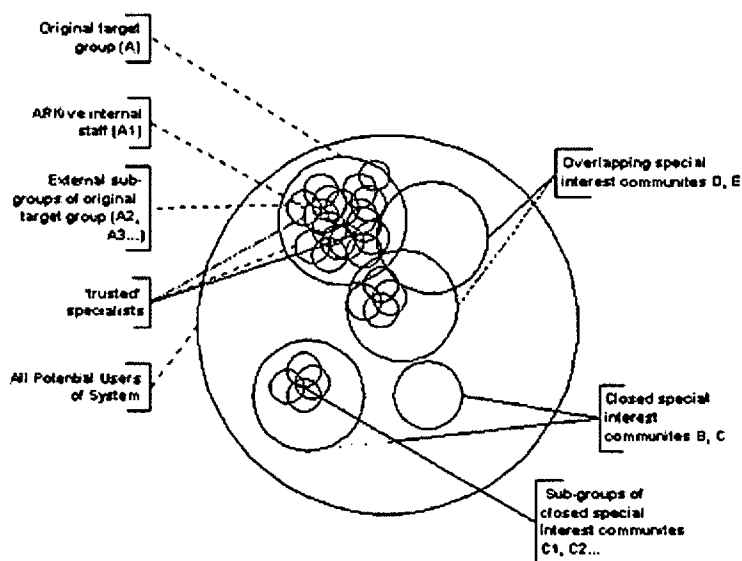 Original target
group (A)
ARKive internal
staff (A1)
External sub-
groups of original
target group (A2,
A3...)
'trusted'
specialists
All Potential Users
of System
Overlapping special
interest communites D, E
Closed special
interest
communites B, C
Sub-groups of
closed special
Interest communites
C1, C2...